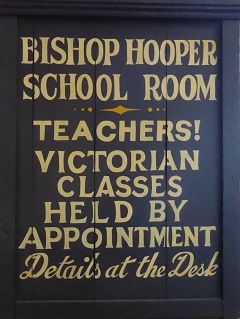 BISHOP HOOPER
SCHOOL ROOM
TEACHERS!
VICTORIAN
CLASSES
HELD BY
APPOINTMENT
Details at the Desk